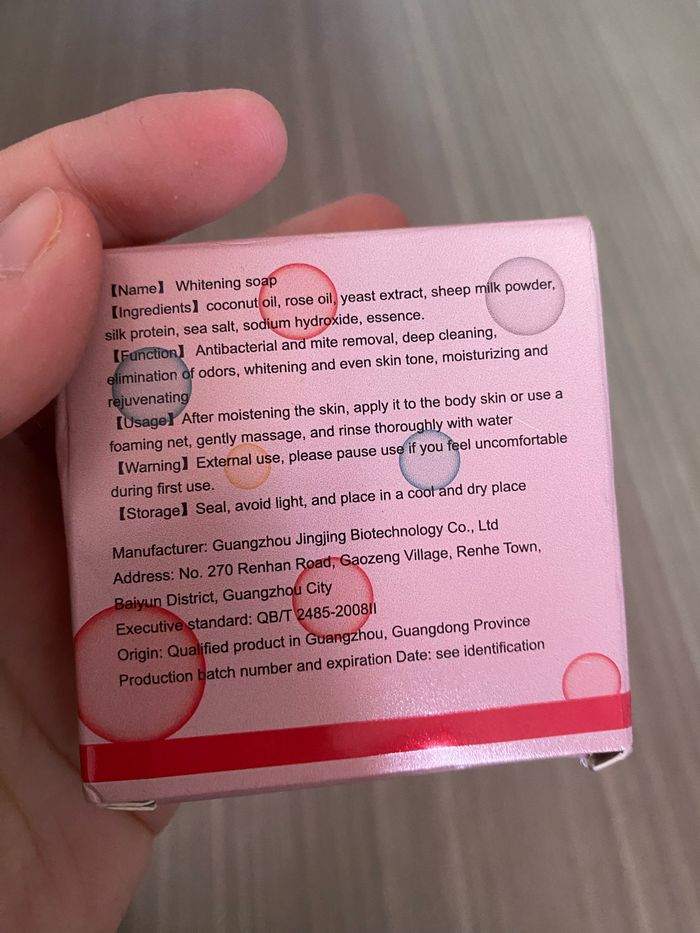 【Name】 Whitening soap
【Ingredients】 coconut oil, rose oil, yeast extract, sheep milk powder,
silk protein, sea salt, sodium hydroxide, essence.
【Function】 Antibacterial and mite removal, deep cleaning,
elimination of odors, whitening and even skin tone, moisturizing and
rejuvenating
【Usage】 After moistening the skin, apply it to the body skin or use a
foaming net, gently massage, and rinse thoroughly with water
【Warning】 External use, please pause use if you feel uncomfortable
during first use.
【Storage】 Seal, avoid light, and place in a cool and dry place
Manufacturer: Guangzhou Jingjing Biotechnology Co., Ltd
Address: No. 270 Renhan Road, Gaozeng Village, Renhe Town,
Baiyun District, Guangzhou City
Executive standard: QB/T 2485-2008II
Origin: Qualified product in Guangzhou, Guangdong Province
Production batch number and expiration Date: see identification